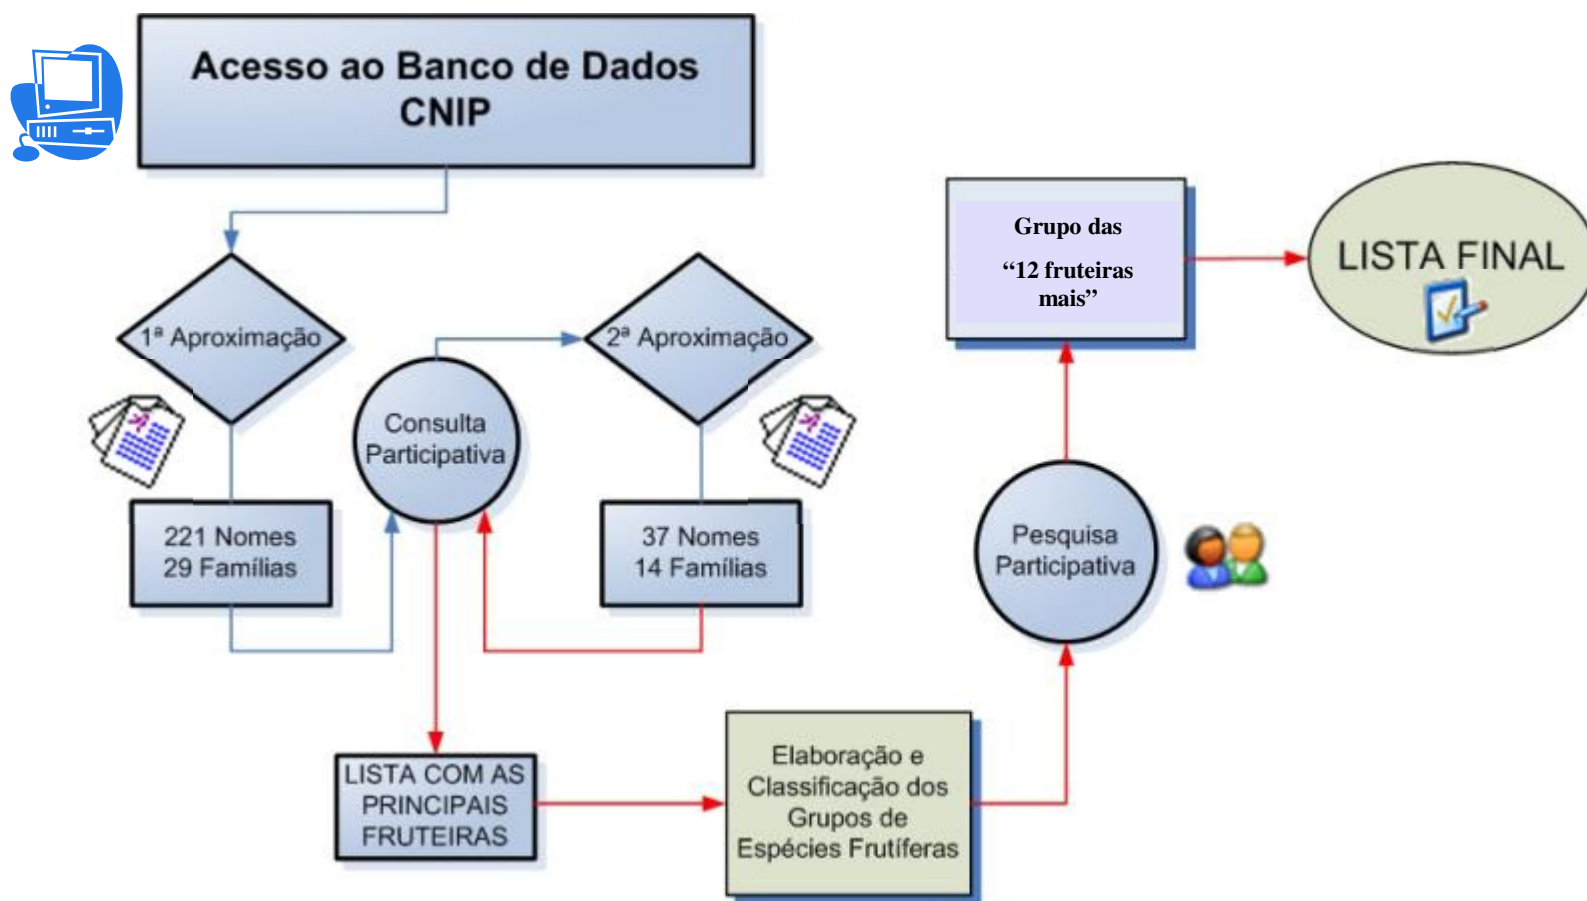 Acesso ao Banco de Dados
CNIP
1ª Aproximação
221 Nomes
29 Famílias
Consulta
Participativa
2ª Aproximação
37 Nomes
14 Famílias
LISTA COM AS
PRINCIPAIS
FRUTEIRAS
Elaboração e
Classificação dos
Grupos de
Espécies Frutíferas
Pesquisa
Participativa
Grupo das
“12 fruteiras
mais”
LISTA FINAL